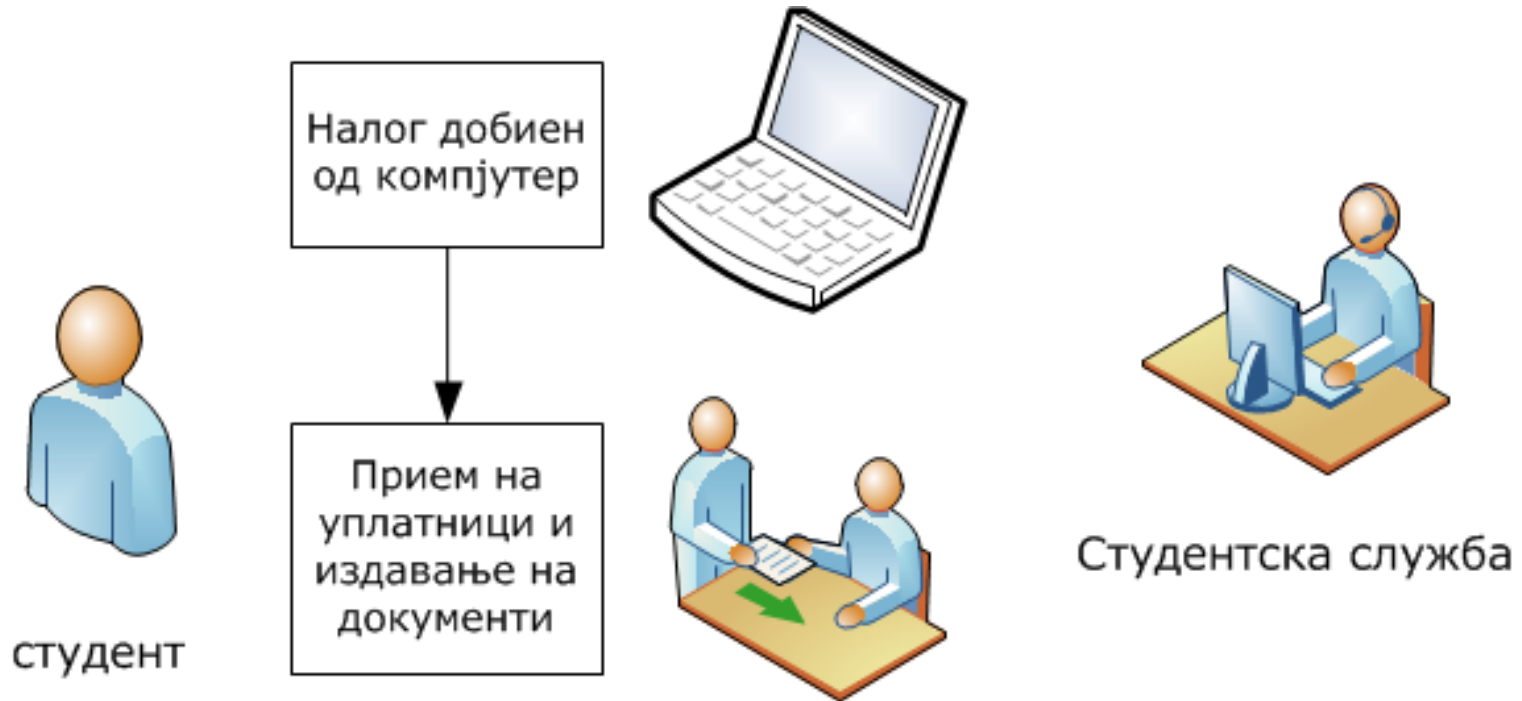 Налог добиен
од компјутер
Прием на
уплатници и
издавање на
документи
студент
Студентска служба